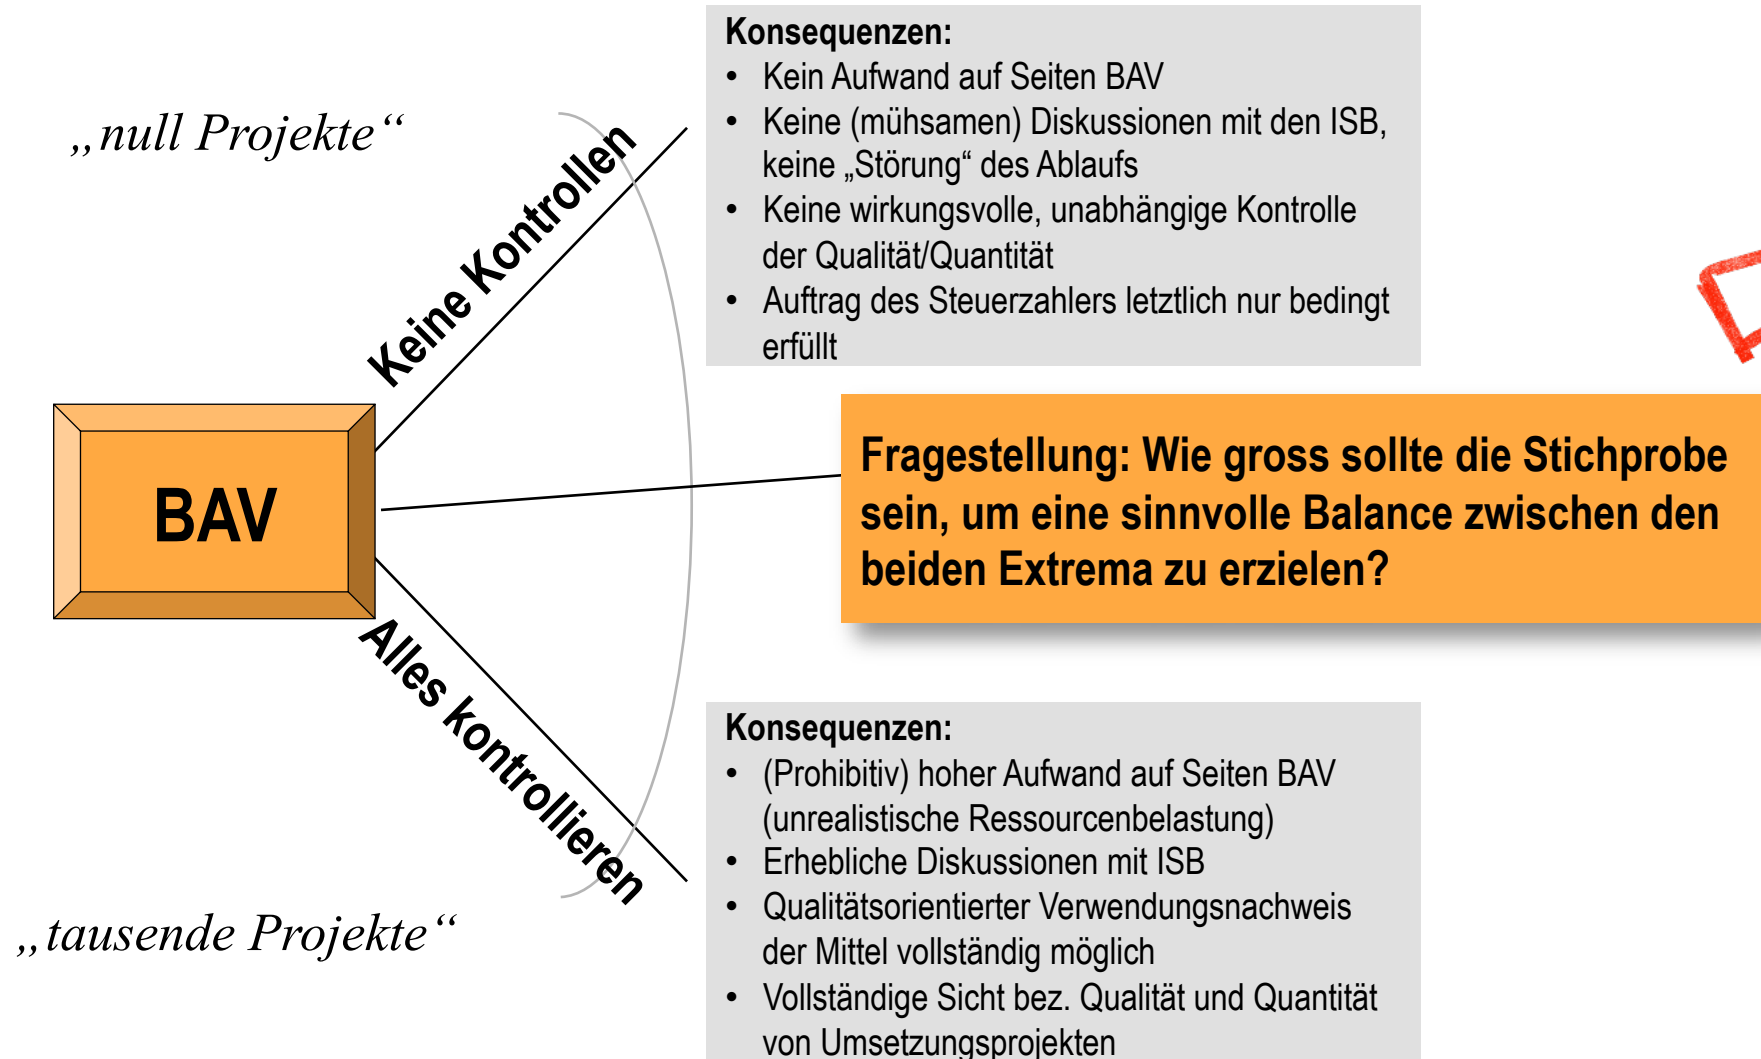 Konsequenzen:
• Kein Aufwand auf Seiten BAV
• Keine (mühsamen) Diskussionen mit den ISB,
keine „Störung“ des Ablaufs
• Keine wirkungsvolle, unabhängige Kontrolle
der Qualität/Quantität
• Auftrag des Steuerzahlers letztlich nur bedingt
erfüllt
„null Projekte“
Keine Kontrollen
BAV
Fragestellung: Wie gross sollte die Stichprobe
sein, um eine sinnvolle Balance zwischen den
beiden Extrema zu erzielen?
Alles kontrollieren
„tausende Projekte“
Konsequenzen:
• (Prohibitiv) hoher Aufwand auf Seiten BAV
(unrealistische Ressourcenbelastung)
• Erhebliche Diskussionen mit ISB
• Qualitätsorientierter Verwendungsnachweis
der Mittel vollständig möglich
• Vollständige Sicht bez. Qualität und Quantität
von Umsetzungsprojekten